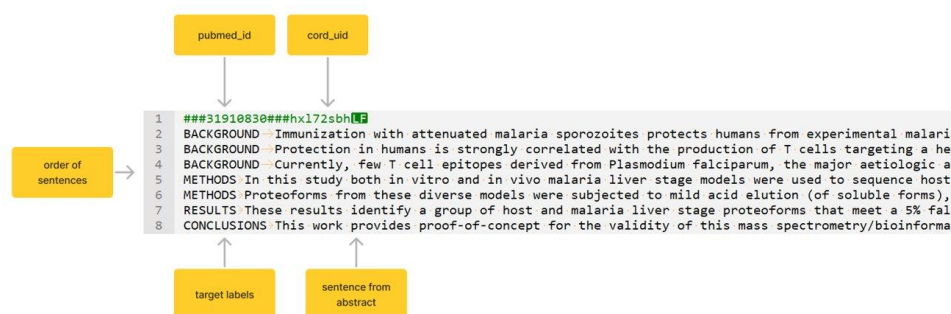 pubmed_id
cord_uid
1 ###31910830###hxl72sbhLF
2 BACKGROUND Immunization with attenuated malaria sporozoites protects humans from experimental malari
3 BACKGROUND Protection in humans is strongly correlated with the production of T cells targeting a he
4 BACKGROUND Currently, few T cell epitopes derived from Plasmodium falciparum, the major aetiologic a
5 METHODS In this study both in vitro and in vivo malaria liver stage models were used to sequence host
6 METHODS Proteoforms from these diverse models were subjected to mild acid elution (of soluble forms),
7 RESULTS These results identify a group of host and malaria liver stage proteoforms that meet a 5% fal
8 CONCLUSIONS This work provides proof-of-concept for the validity of this mass spectrometry/bioinforma
order of
sentences
target labels
sentence from
abstract